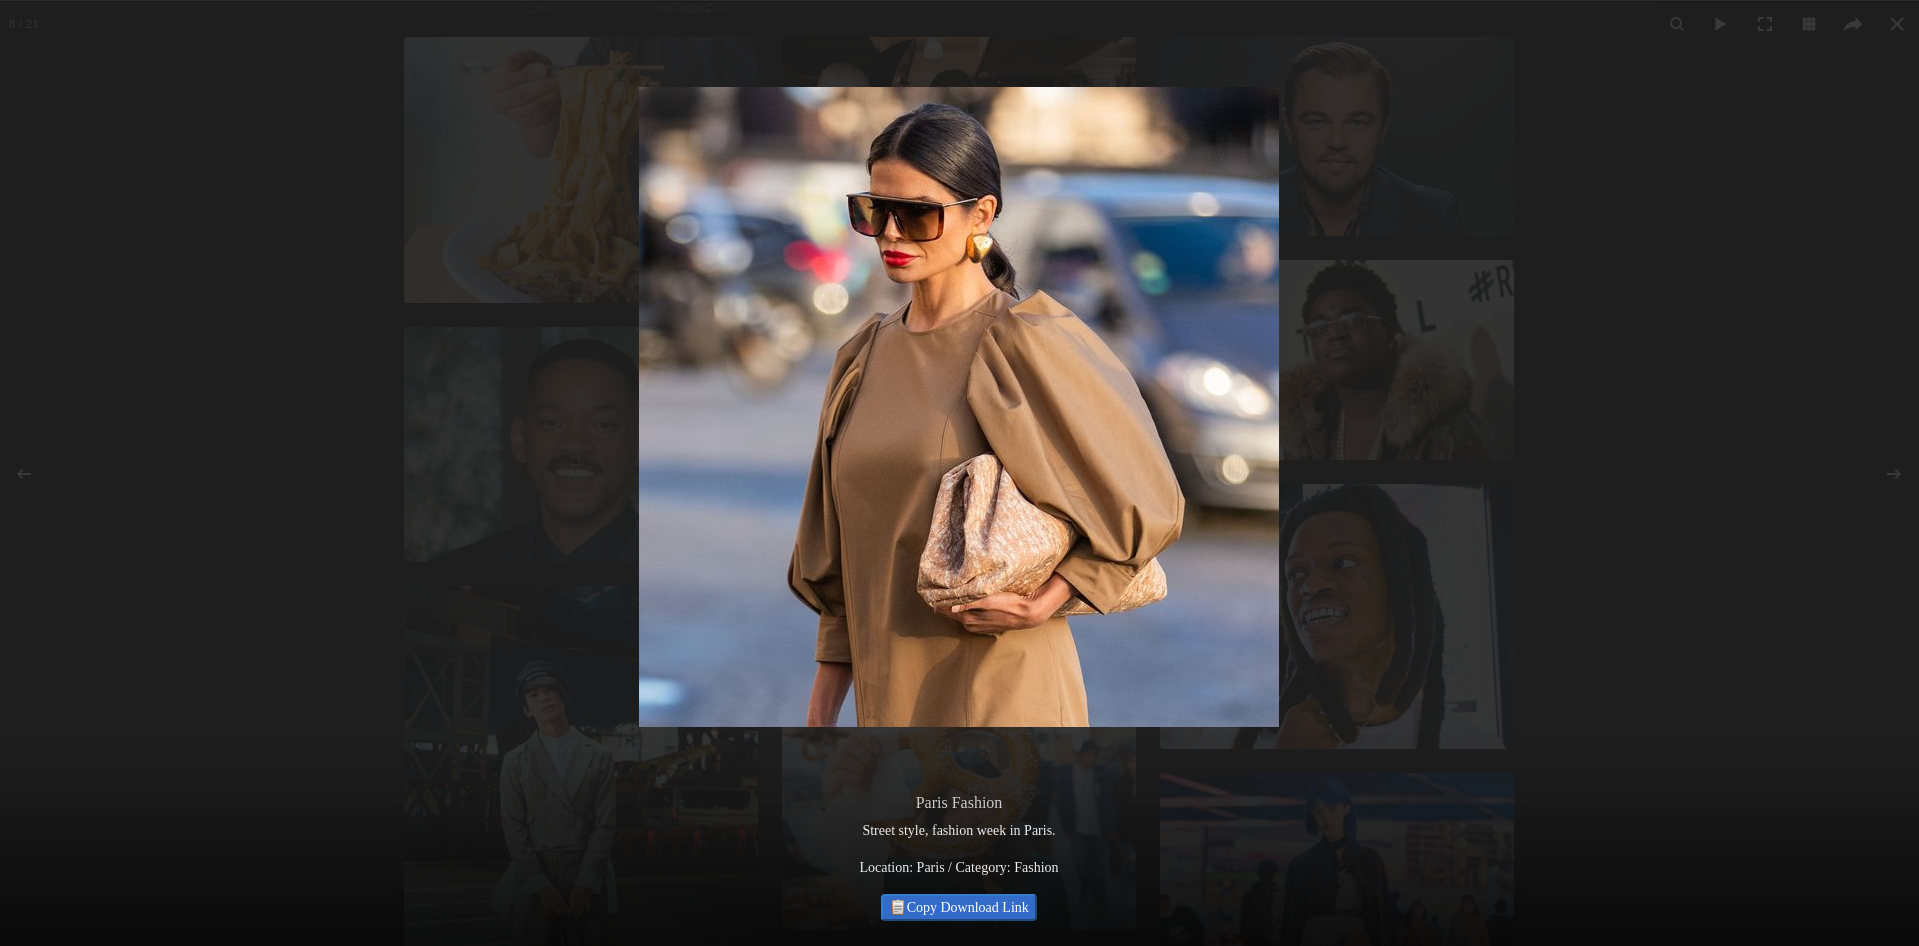 8 / 21
#R
L
Paris Fashion
Street style, fashion week in Paris.
Location: Paris / Category: Fashion
📋Copy Download Link